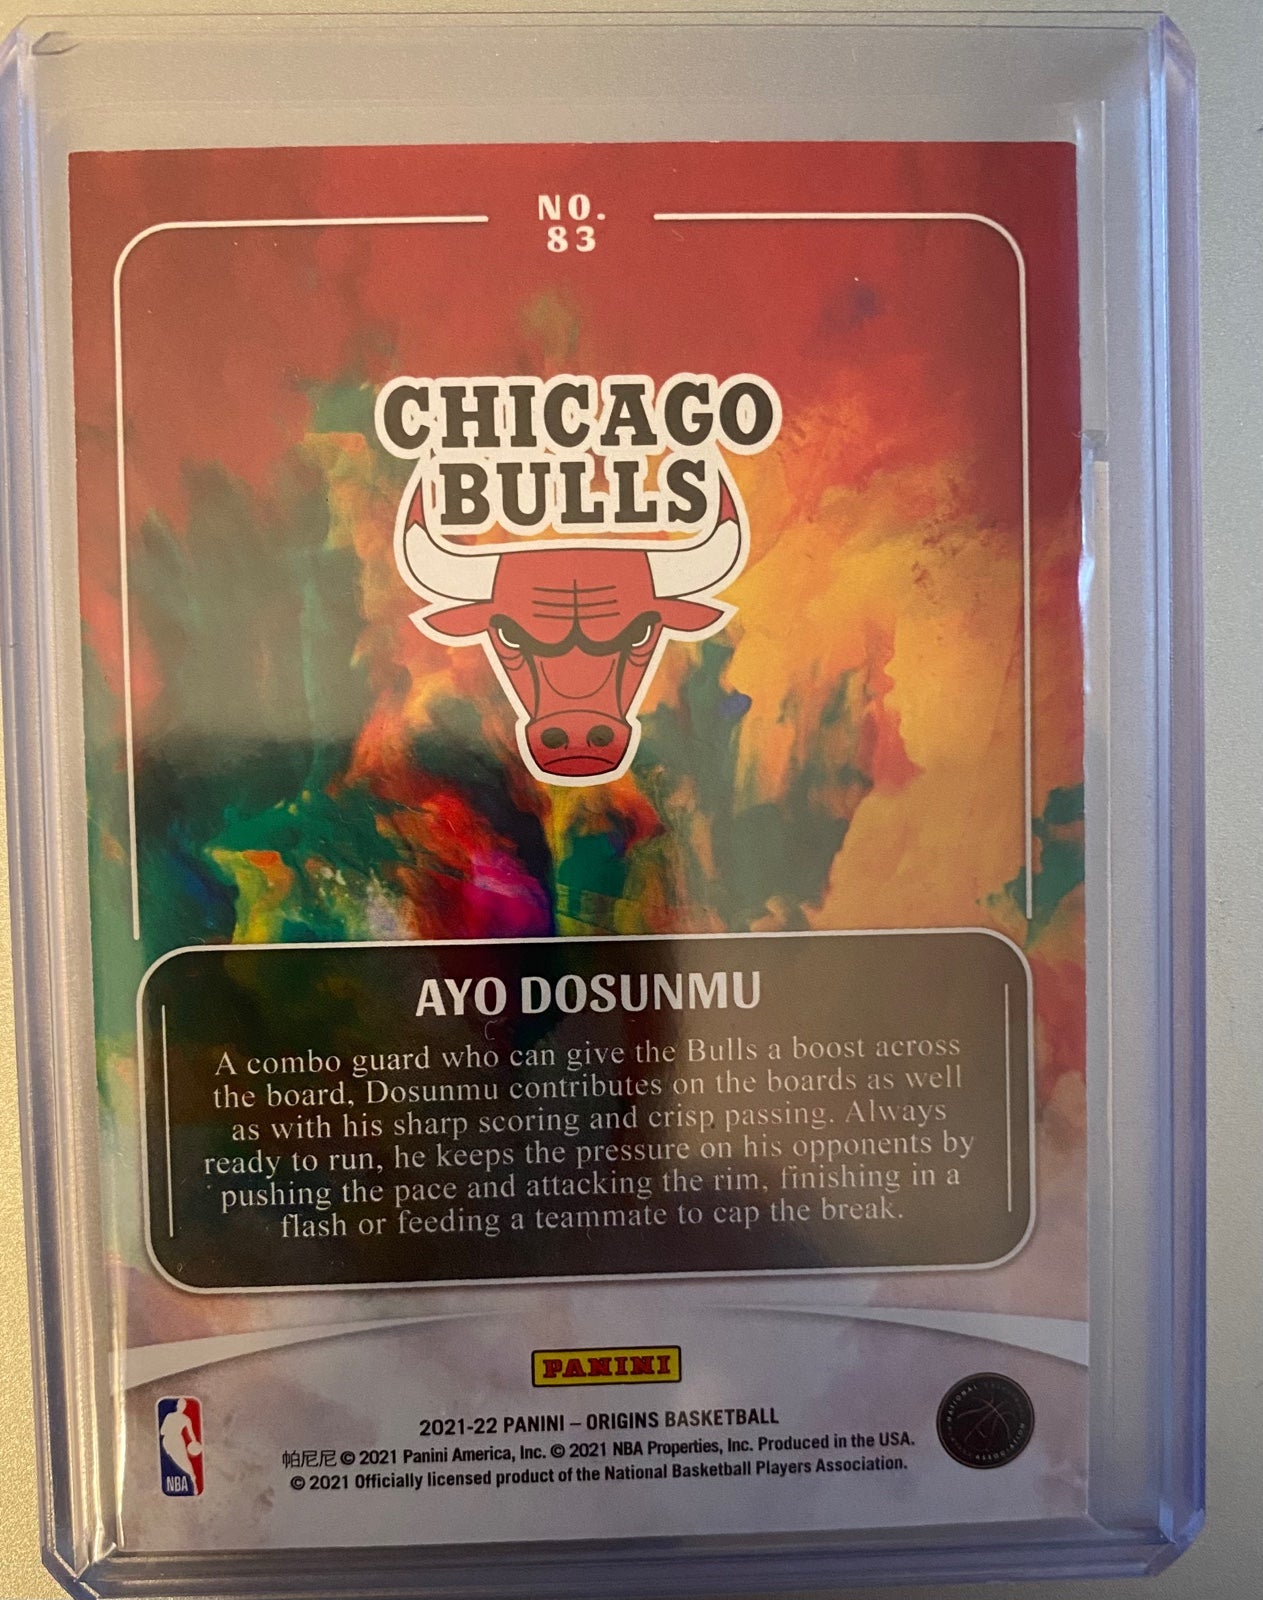 NO.
83
CHICAGO
BULLS
AYO DOSUNMU
A combo guard who can give the Bulls a boost across
the board, Dosunmu contributes on the boards as well
as with his sharp scoring and crisp passing. Always
ready to run, he keeps the pressure on his opponents by
pushing the pace and attacking the rim, finishing in a
flash or feeding a teammate to cap the break.
PANINI
2021-22 PANINI – ORIGINS BASKETBALL
帕尼尼 © 2021 Panini America, Inc. © 2021 NBA Properties, Inc. Produced in the USA.
© 2021 Officially licensed product of the National Basketball Players Association.
NBA